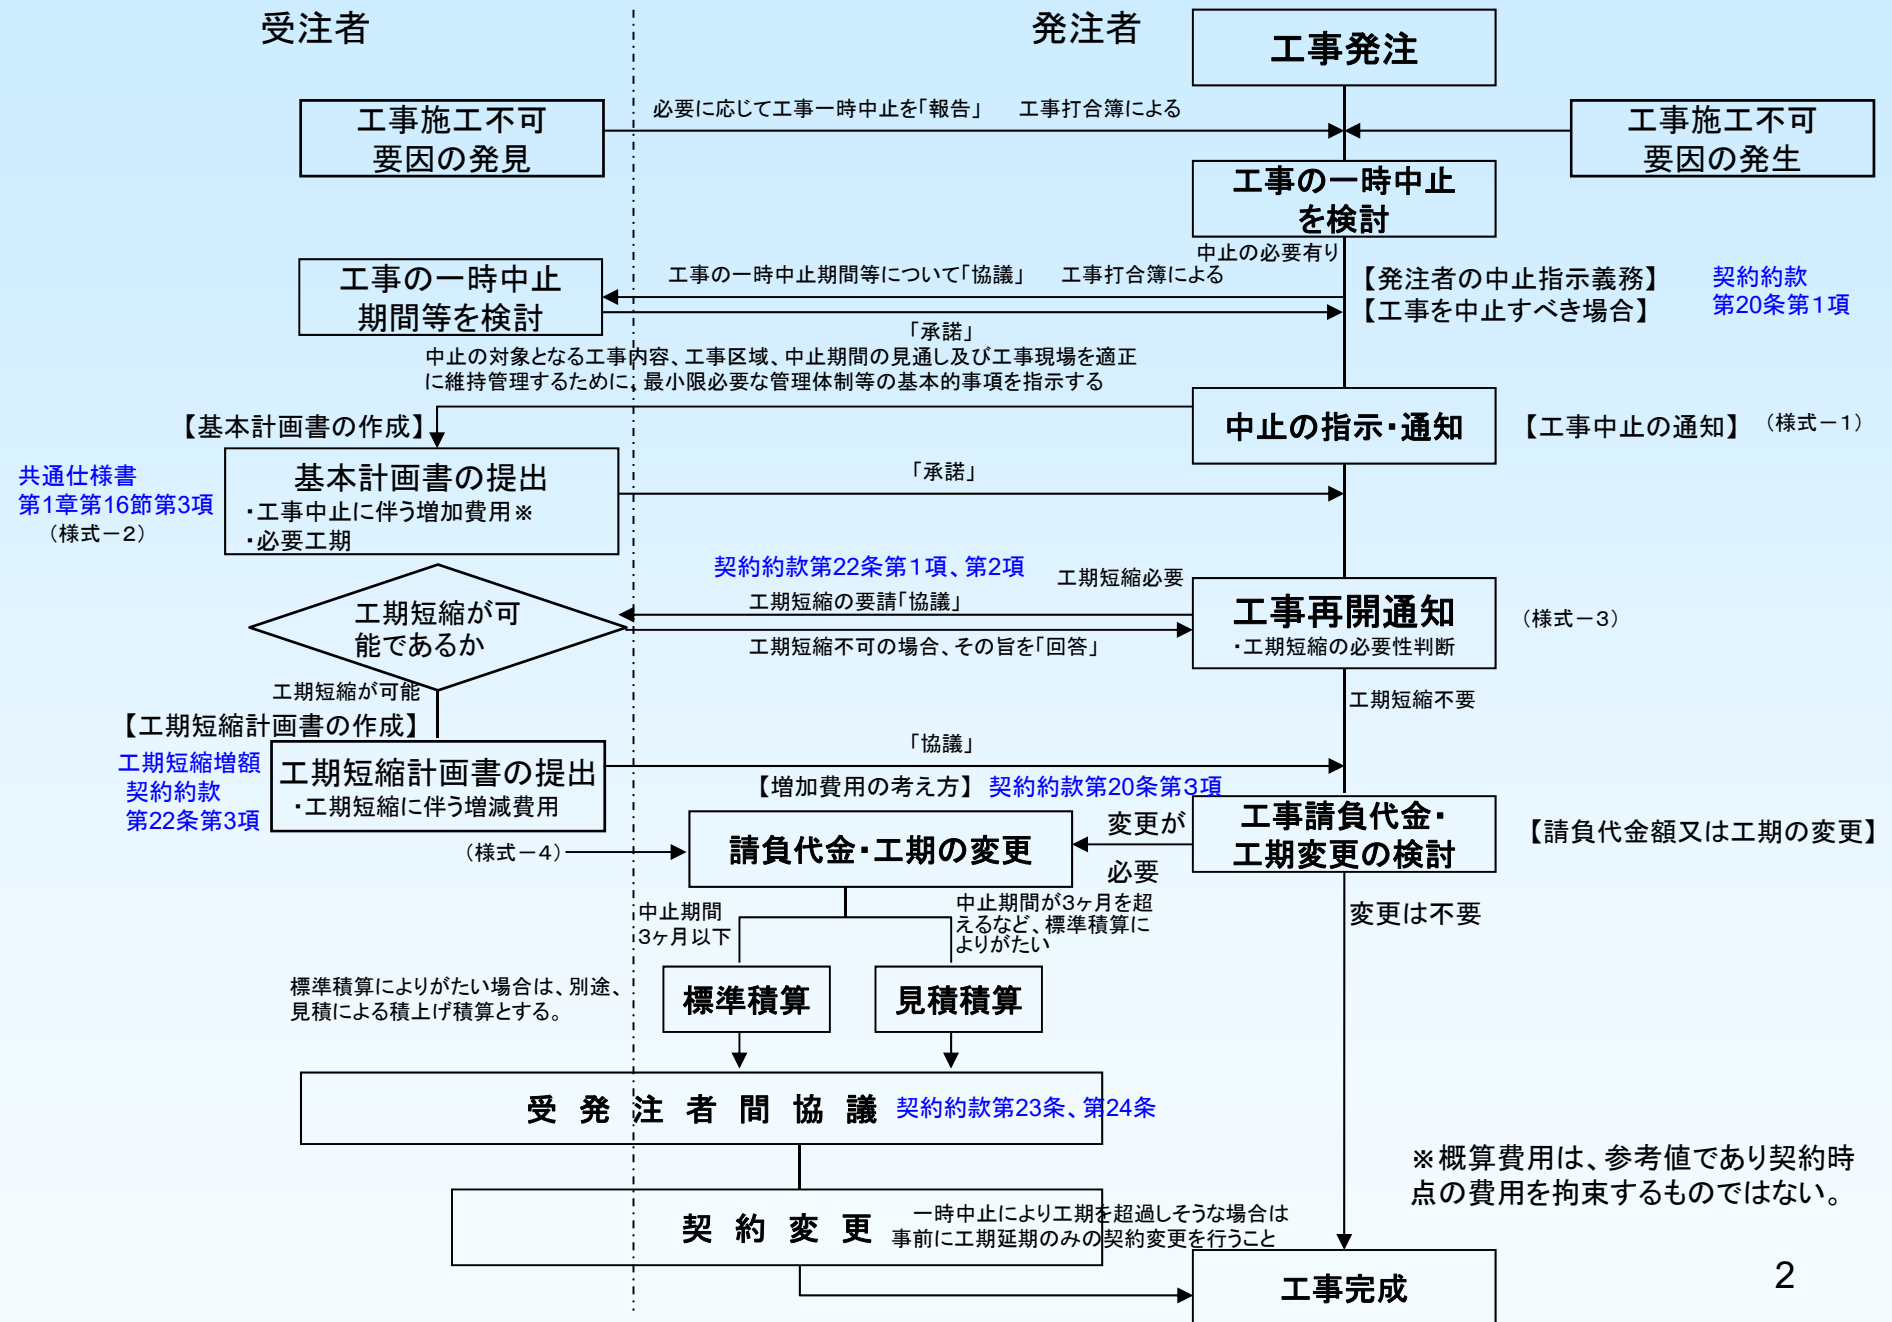 受注者
発注者
工事発注
工事施工不可
要因の発見
必要に応じて工事一時中止を「報告」 工事打合簿による
工事施工不可
要因の発生
工事の一時中止
を検討
中止の必要有り
工事の一時中止
期間等を検討
工事の一時中止期間等について「協議」 工事打合簿による
【発注者の中止指示義務】
【工事を中止すべき場合】
契約約款
第20条第1項
「承諾」
中止の対象となる工事内容、工事区域、中止期間の見通し及び工事現場を適正
に維持管理するために、最小限必要な管理体制等の基本的事項を指示する
【基本計画書の作成】
中止の指示・通知
【工事中止の通知】
(様式-1)
共通仕様書
第1章第16節第3項
(様式-2)
基本計画書の提出
・工事中止に伴う増加費用※
・必要工期
「承諾」
契約約款第22条第1項、第2項
工期短縮必要
工期短縮が可
能であるか
工期短縮の要請「協議」
工期短縮不可の場合、その旨を「回答」
工事再開通知
・工期短縮の必要性判断
(様式-3)
工期短縮が可能
工期短縮不要
【工期短縮計画書の作成】
工期短縮増額
契約約款
第22条第3項
工期短縮計画書の提出
・工期短縮に伴う増減費用
「協議」
【増加費用の考え方】 契約約款第20条第3項
工事請負代金・
工期変更の検討
【請負代金額又は工期の変更】
変更が
必要
請負代金・工期の変更
(様式-4)
中止期間
3ヶ月以下
中止期間が3ヶ月を超
えるなど、標準積算に
よりがたい
変更は不要
標準積算によりがたい場合は、別途、
見積による積上げ積算とする。
標準積算
見積積算
受発注者間協議 契約約款第23条、第24条
※概算費用は、参考値であり契約時
点の費用を拘束するものではない。
契約変更
一時中止により工期を超過しそうな場合は
事前に工期延期のみの契約変更を行うこと
工事完成
2